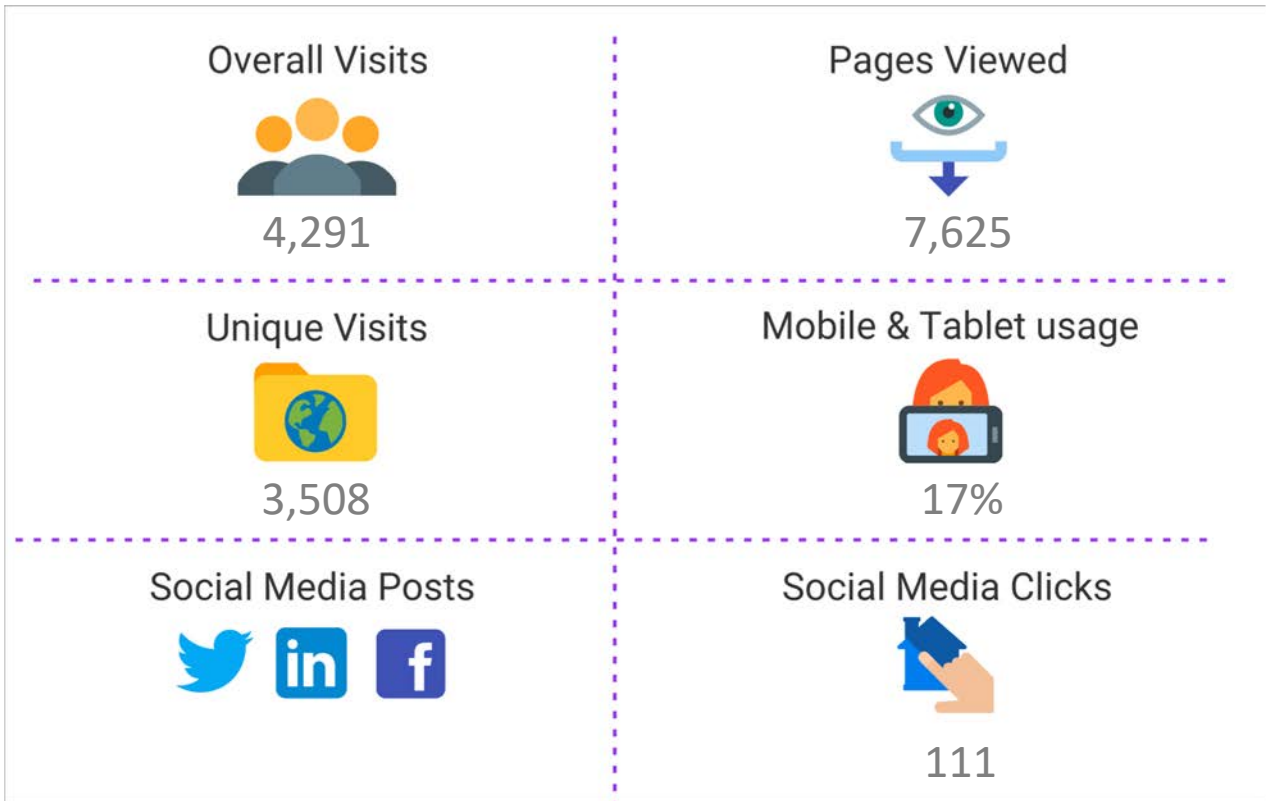 Overall Visits
4,291
Pages Viewed
7,625
Unique Visits
3,508
Mobile & Tablet usage
17%
Social Media Posts
in f
Social Media Clicks
111